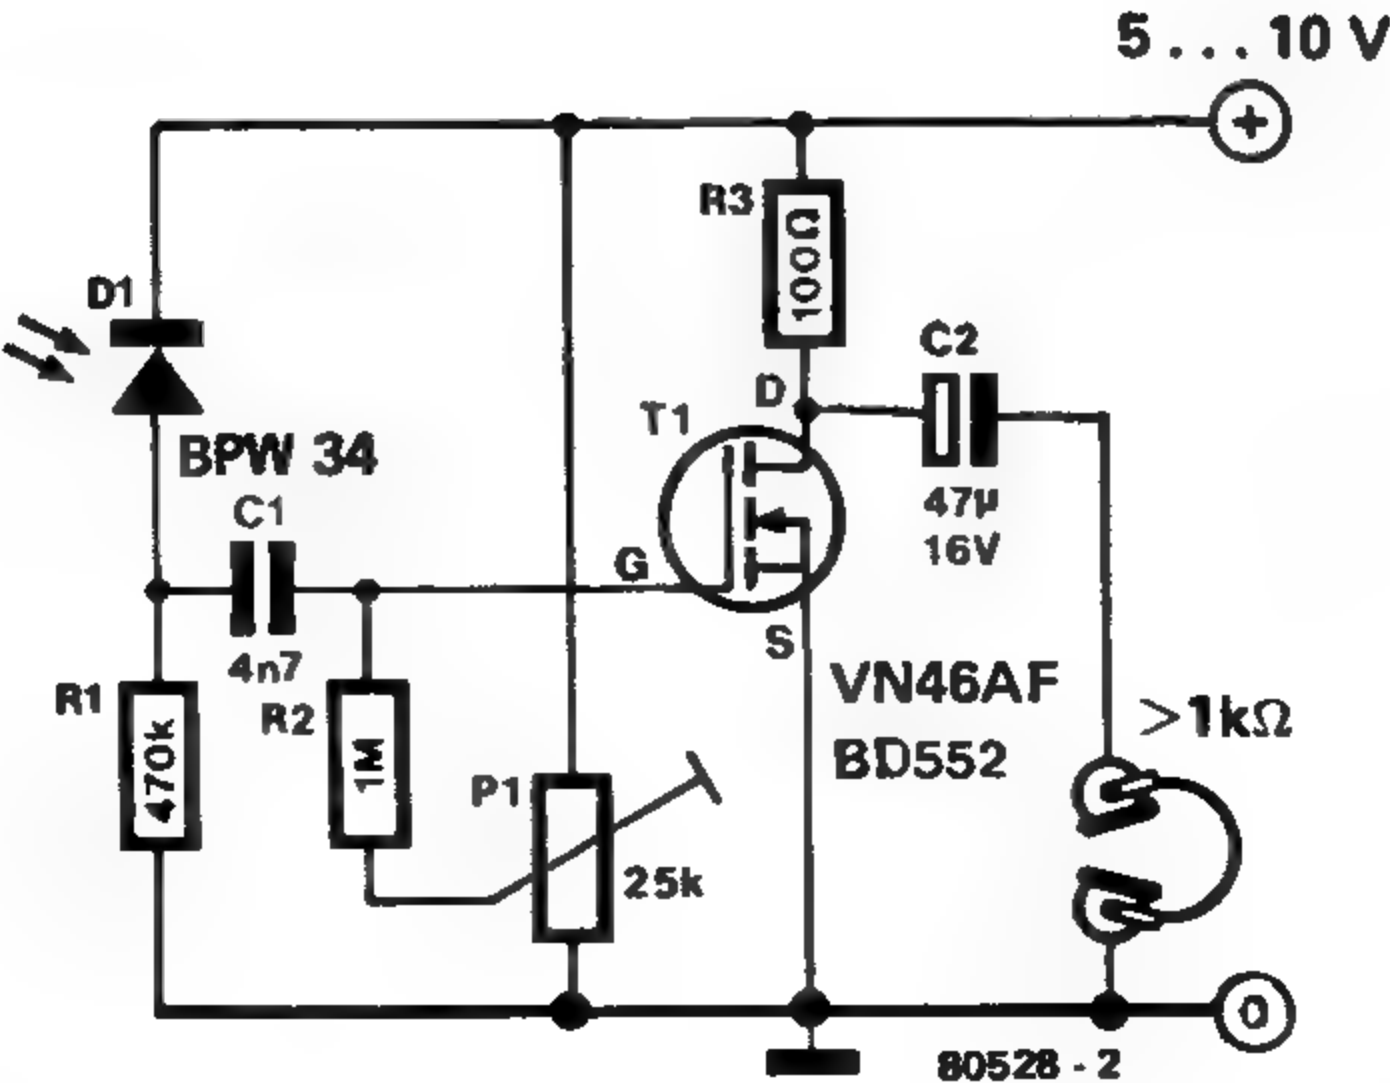 5 . . . 10 V
+
R3
100Ω
D1
C2
D
T1
BPW 34
C1
47µ
16V
G
S
4n7
VN46AF
R1
R2
>1kΩ
470k
1M
BD552
P1
25k
0
80528 - 2